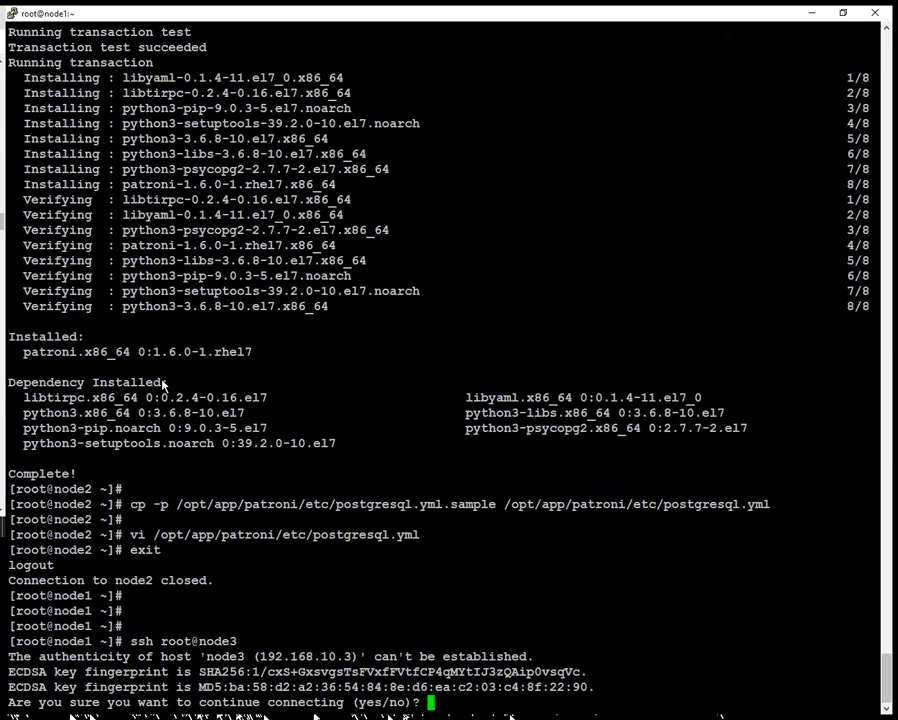 root@node1:~
Running transaction test
Transaction test succeeded
Running transaction
  Installing : libyaml-0.1.4-11.el7_0.x86_64 1/8
  Installing : libtirpc-0.2.4-0.16.el7.x86_64 2/8
  Installing : python3-pip-9.0.3-5.el7.noarch 3/8
  Installing : python3-setuptools-39.2.0-10.el7.noarch 4/8
  Installing : python3-3.6.8-10.el7.x86_64 5/8
  Installing : python3-libs-3.6.8-10.el7.x86_64 6/8
  Installing : python3-psycopg2-2.7.7-2.el7.x86_64 7/8
  Installing : patroni-1.6.0-1.rhel7.x86_64 8/8
  Verifying  : libtirpc-0.2.4-0.16.el7.x86_64 1/8
  Verifying  : libyaml-0.1.4-11.el7_0.x86_64 2/8
  Verifying  : python3-psycopg2-2.7.7-2.el7.x86_64 3/8
  Verifying  : patroni-1.6.0-1.rhel7.x86_64 4/8
  Verifying  : python3-libs-3.6.8-10.el7.x86_64 5/8
  Verifying  : python3-pip-9.0.3-5.el7.noarch 6/8
  Verifying  : python3-setuptools-39.2.0-10.el7.noarch 7/8
  Verifying  : python3-3.6.8-10.el7.x86_64 8/8
Installed:
  patroni.x86_64 0:1.6.0-1.rhel7
Dependency Installed:
  libtirpc.x86_64 0:0.2.4-0.16.el7 libyaml.x86_64 0:0.1.4-11.el7_0
  python3.x86_64 0:3.6.8-10.el7 python3-libs.x86_64 0:3.6.8-10.el7
  python3-pip.noarch 0:9.0.3-5.el7 python3-psycopg2.x86_64 0:2.7.7-2.el7
  python3-setuptools.noarch 0:39.2.0-10.el7
Complete!
[root@node2 ~]#
[root@node2 ~]# cp -p /opt/app/patroni/etc/postgresql.yml.sample /opt/app/patroni/etc/postgresql.yml
[root@node2 ~]#
[root@node2 ~]# vi /opt/app/patroni/etc/postgresql.yml
[root@node2 ~]# exit
logout
Connection to node2 closed.
[root@node1 ~]#
[root@node1 ~]#
[root@node1 ~]#
[root@node1 ~]# ssh root@node3
The authenticity of host 'node3 (192.168.10.3)' can't be established.
ECDSA key fingerprint is SHA256:1/cxS+GxsvgsTsFVxfFVtfCP4qMYtIJ3zQAip0vsqVc.
ECDSA key fingerprint is MD5:ba:58:d2:a2:36:54:84:8e:d6:ea:c2:03:c4:8f:22:90.
Are you sure you want to continue connecting (yes/no)?